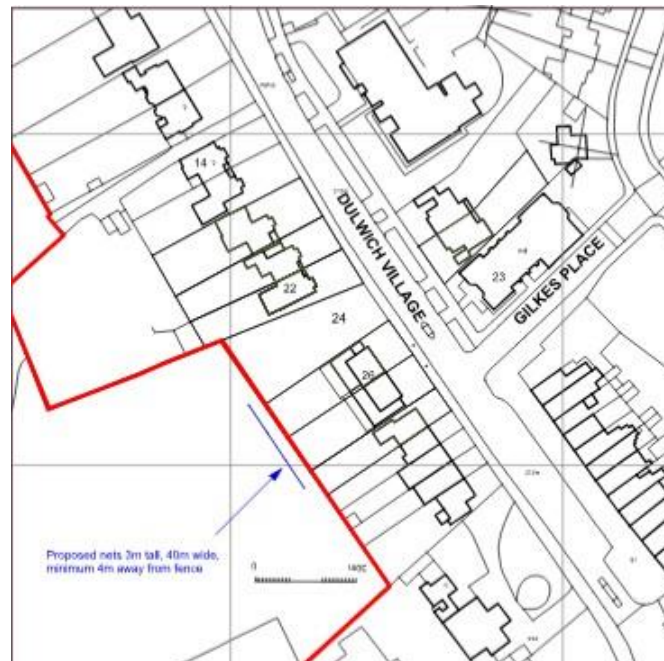 14
22
24
26
23
DULWICH VILLAGE
GILKES PLACE
Proposed nets 3m tall, 40m wide,
minimum 4m away from fence
0